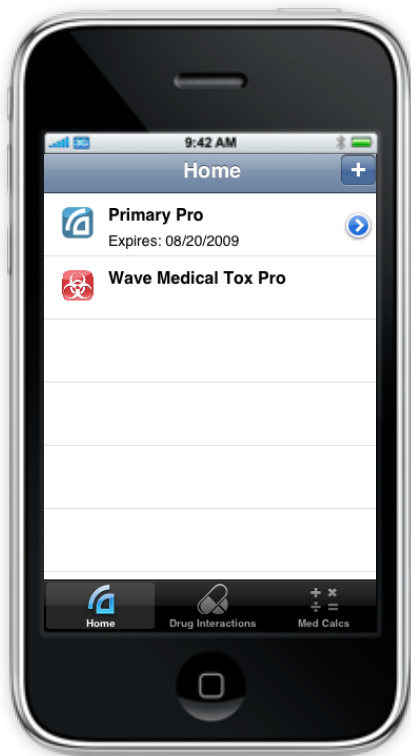 3G 9:42 AM
Home +
Primary Pro
Expires: 08/20/2009
Wave Medical Tox Pro
Home Drug Interactions Med Calcs